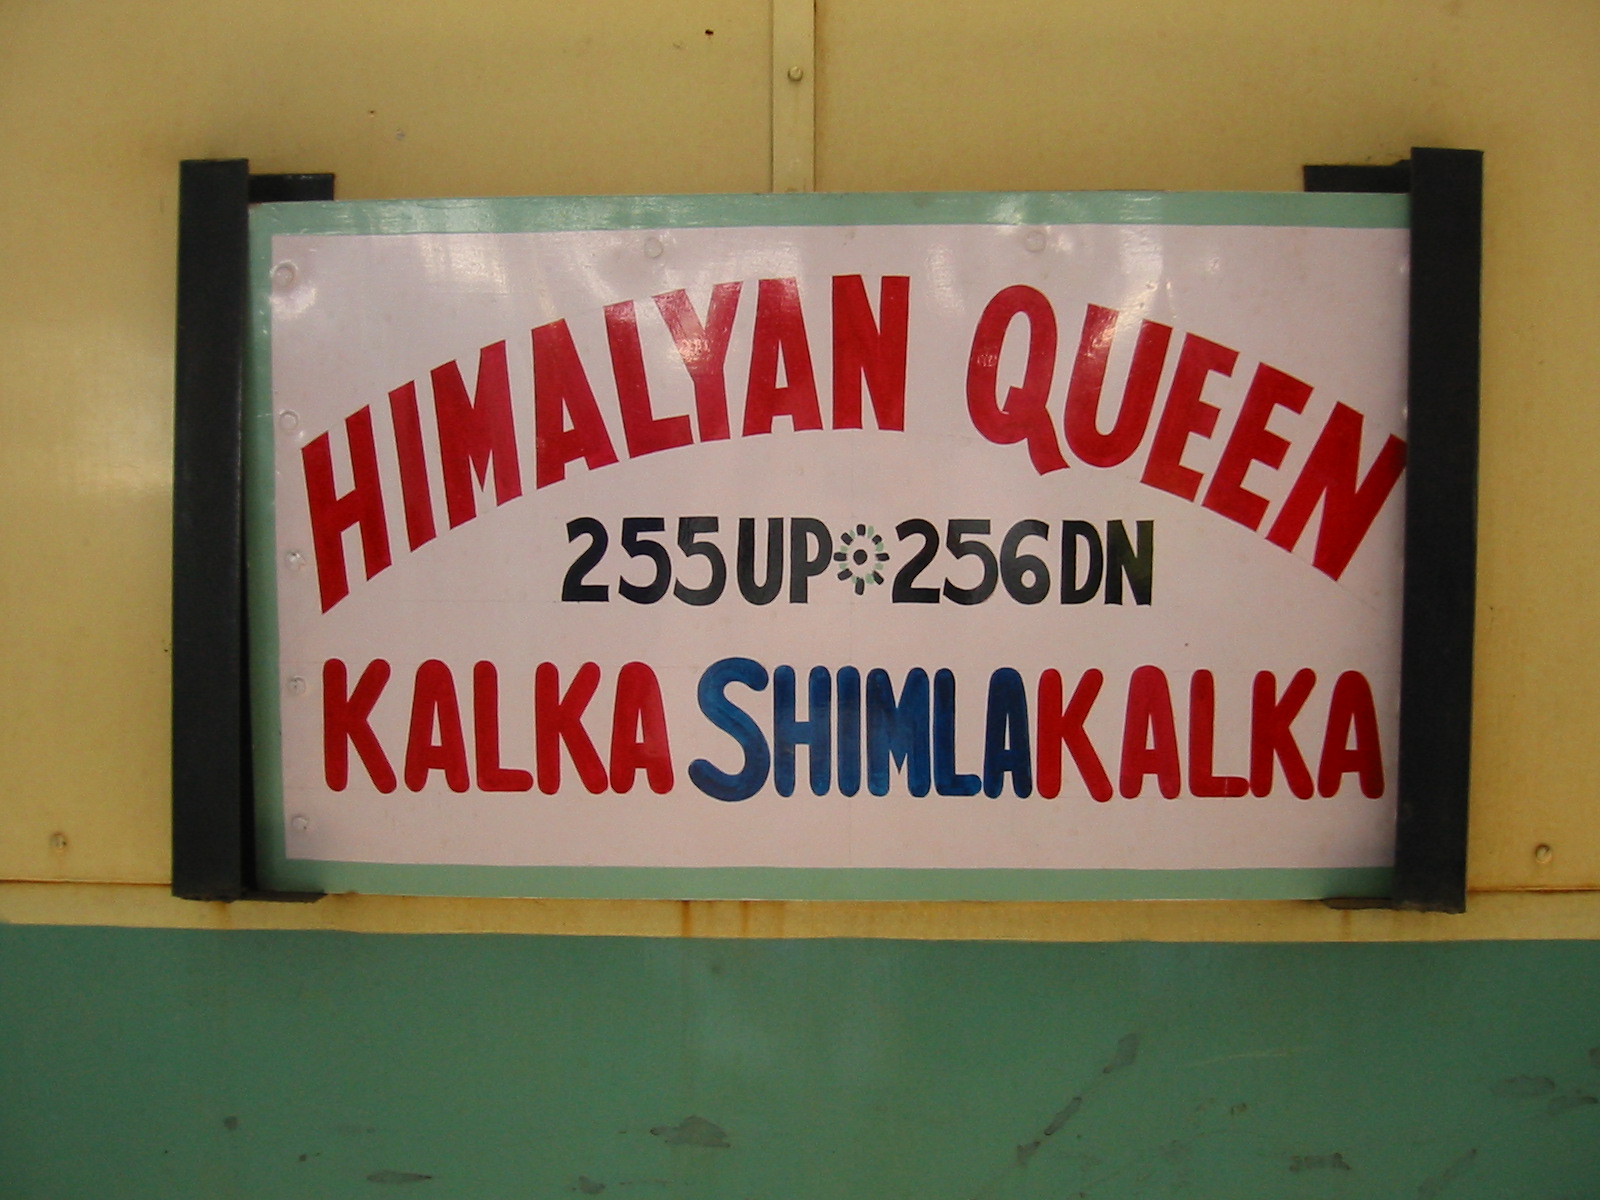 HIMALYAN QUEEN
255UP 256DN
KALKA SHIMLA KALKA